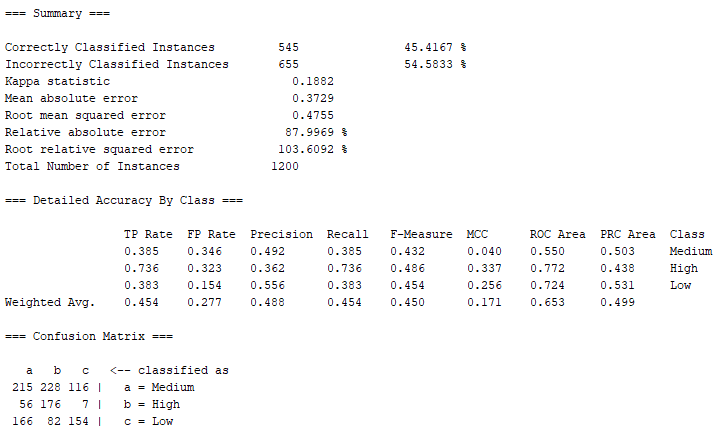 === Summary ===
Correctly Classified Instances 545 45.4167 %
Incorrectly Classified Instances 655 54.5833 %
Kappa statistic 0.1882
Mean absolute error 0.3729
Root mean squared error 0.4755
Relative absolute error 87.9969 %
Root relative squared error 103.6092 %
Total Number of Instances 1200
=== Detailed Accuracy By Class ===
TP Rate FP Rate Precision Recall F-Measure MCC ROC Area PRC Area Class
0.385 0.346 0.492 0.385 0.432 0.040 0.550 0.503 Medium
0.736 0.323 0.362 0.736 0.486 0.337 0.772 0.438 High
0.383 0.154 0.556 0.383 0.454 0.256 0.724 0.531 Low
Weighted Avg. 0.454 0.277 0.488 0.454 0.450 0.171 0.653 0.499
=== Confusion Matrix ===
a b c <-- classified as
215 228 116 | a = Medium
56 176 7 | b = High
166 82 154 | c = Low